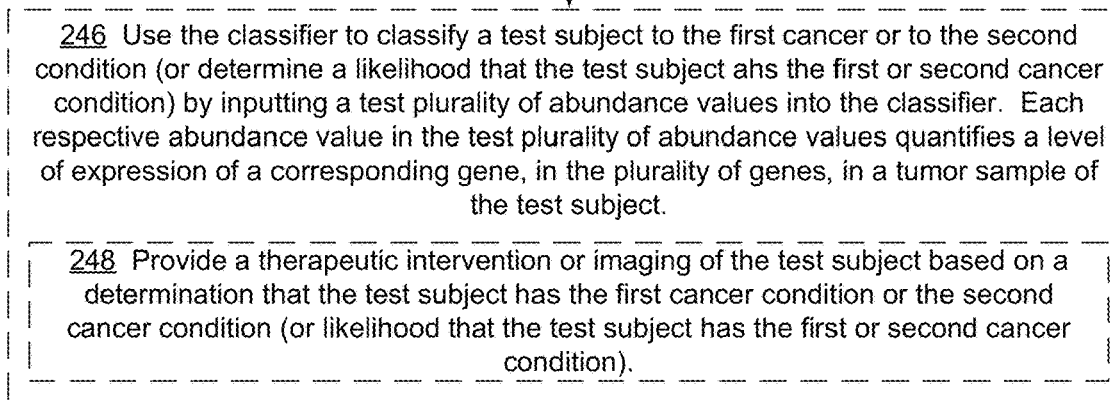 246 Use the classifier to classify a test subject to the first cancer or to the second
condition (or determine a likelihood that the test subject ahs the first or second cancer
condition) by inputting a test plurality of abundance values into the classifier. Each
respective abundance value in the test plurality of abundance values quantifies a level
of expression of a corresponding gene, in the plurality of genes, in a tumor sample of
the test subject.
248 Provide a therapeutic intervention or imaging of the test subject based on a
determination that the test subject has the first cancer condition or the second
cancer condition (or likelihood that the test subject has the first or second cancer
condition).